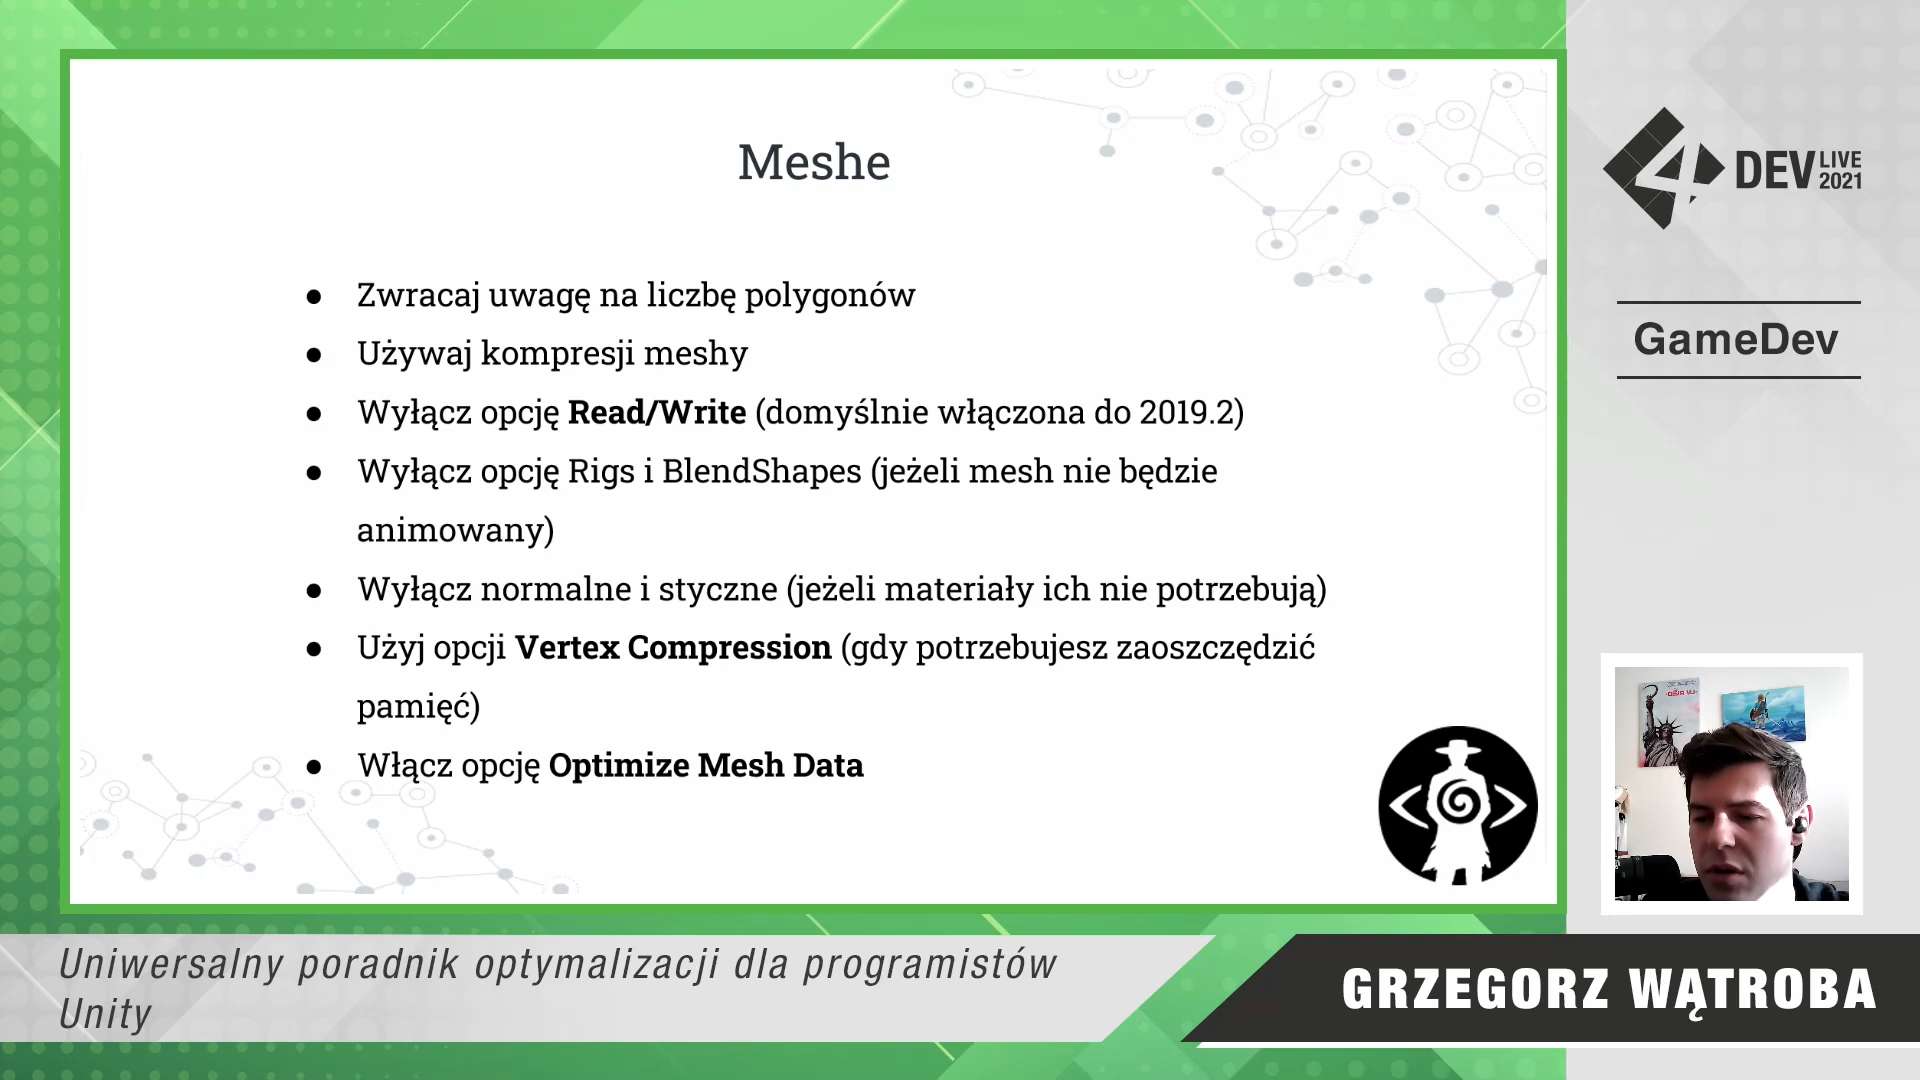 Meshe
● Zwracaj uwagę na liczbę polygonów
● Używaj kompresji meshy
● Wyłącz opcję Read/Write (domyślnie włączona do 2019.2)
● Wyłącz opcję Rigs i BlendShapes (jeżeli mesh nie będzie
animowany)
● Wyłącz normalne i styczne (jeżeli materiały ich nie potrzebują)
● Użyj opcji Vertex Compression (gdy potrzebujesz zaoszczędzić
pamięć)
● Włącz opcję Optimize Mesh Data
4 DEV LIVE
2021
GameDev
Uniwersalny poradnik optymalizacji dla programistów
Unity
GRZEGORZ WĄTROBA